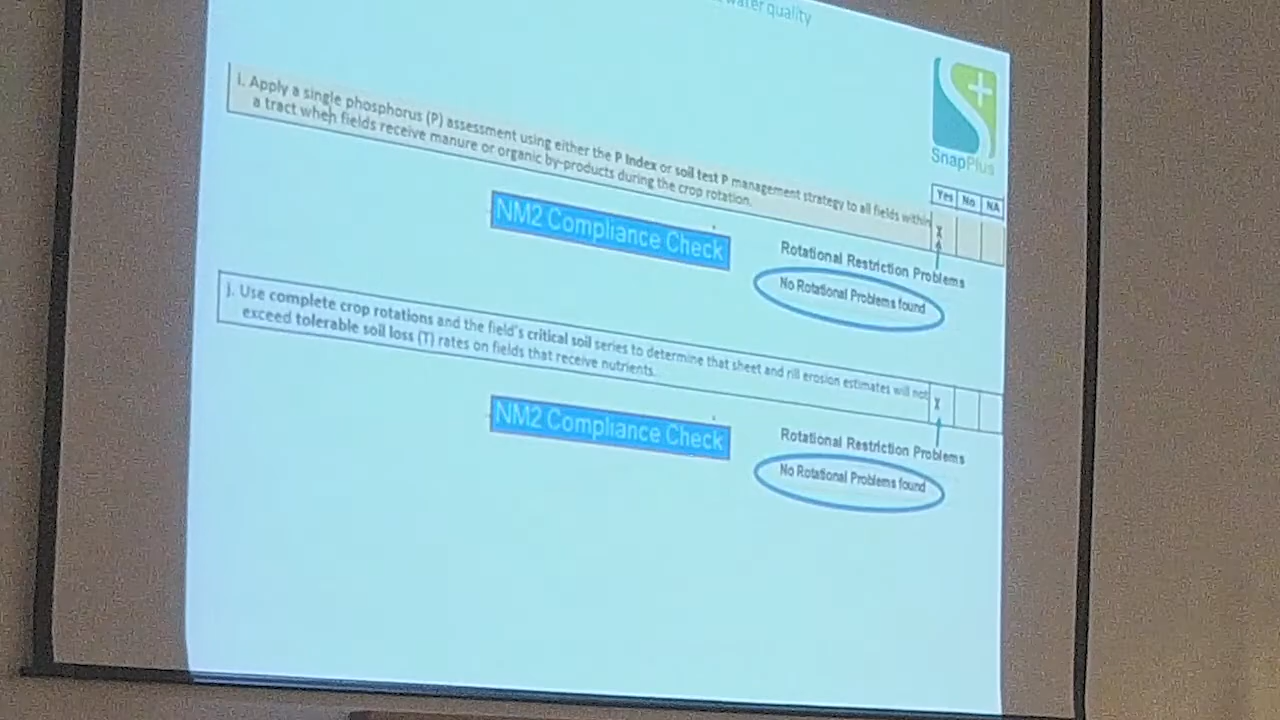 water quality
SnapPlus
Yes No NA
i. Apply a single phosphorus (P) assessment using either the P Index or soil test P management strategy to all fields within
a tract when fields receive manure or organic by-products during the crop rotation.
X
NM2 Compliance Check
Rotational Restriction Problems
No Rotational Problems found
j. Use complete crop rotations and the field's critical soil series to determine that sheet and rill erosion estimates will not
exceed tolerable soil loss (T) rates on fields that receive nutrients.
X
NM2 Compliance Check
Rotational Restriction Problems
No Rotational Problems found